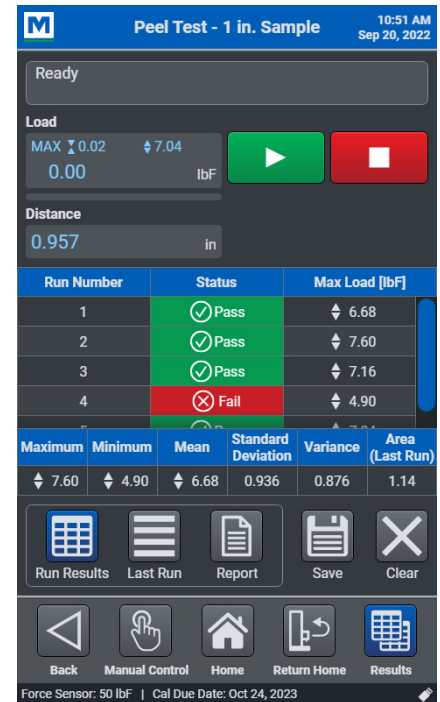 M Peel Test - 1 in. Sample 10:51 AM
Sep 20, 2022
Ready
Load
MAX 0.02 7.04
0.00 lbF
Distance
0.957 in
Run Number Status Max Load [lbF]
1 Pass 6.68
2 Pass 7.60
3 Pass 7.16
4 Fail 4.90
Maximum Minimum Mean Standard Deviation Variance Area (Last Run)
7.60 4.90 6.68 0.936 0.876 1.14
Run Results Last Run Report Save Clear
Back Manual Control Home Return Home Results
Force Sensor: 50 lbF | Cal Due Date: Oct 24, 2023